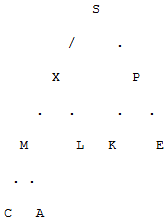 S
/ .
X P
. . . .
M L K E
. .
C A